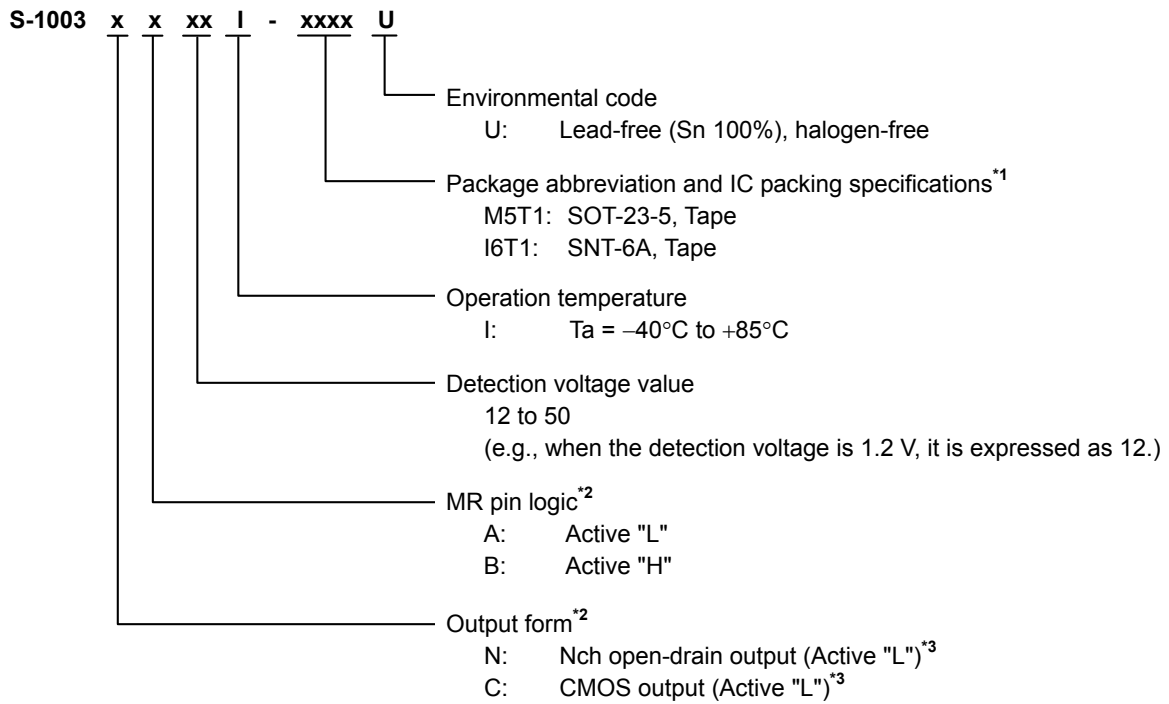 S-1003 x x xx I - xxxx U
Environmental code
U: Lead-free (Sn 100%), halogen-free
Package abbreviation and IC packing specifications*1
M5T1: SOT-23-5, Tape
I6T1: SNT-6A, Tape
Operation temperature
I: Ta = −40°C to +85°C
Detection voltage value
12 to 50
(e.g., when the detection voltage is 1.2 V, it is expressed as 12.)
MR pin logic*2
A: Active "L"
B: Active "H"
Output form*2
N: Nch open-drain output (Active "L")*3
C: CMOS output (Active "L")*3